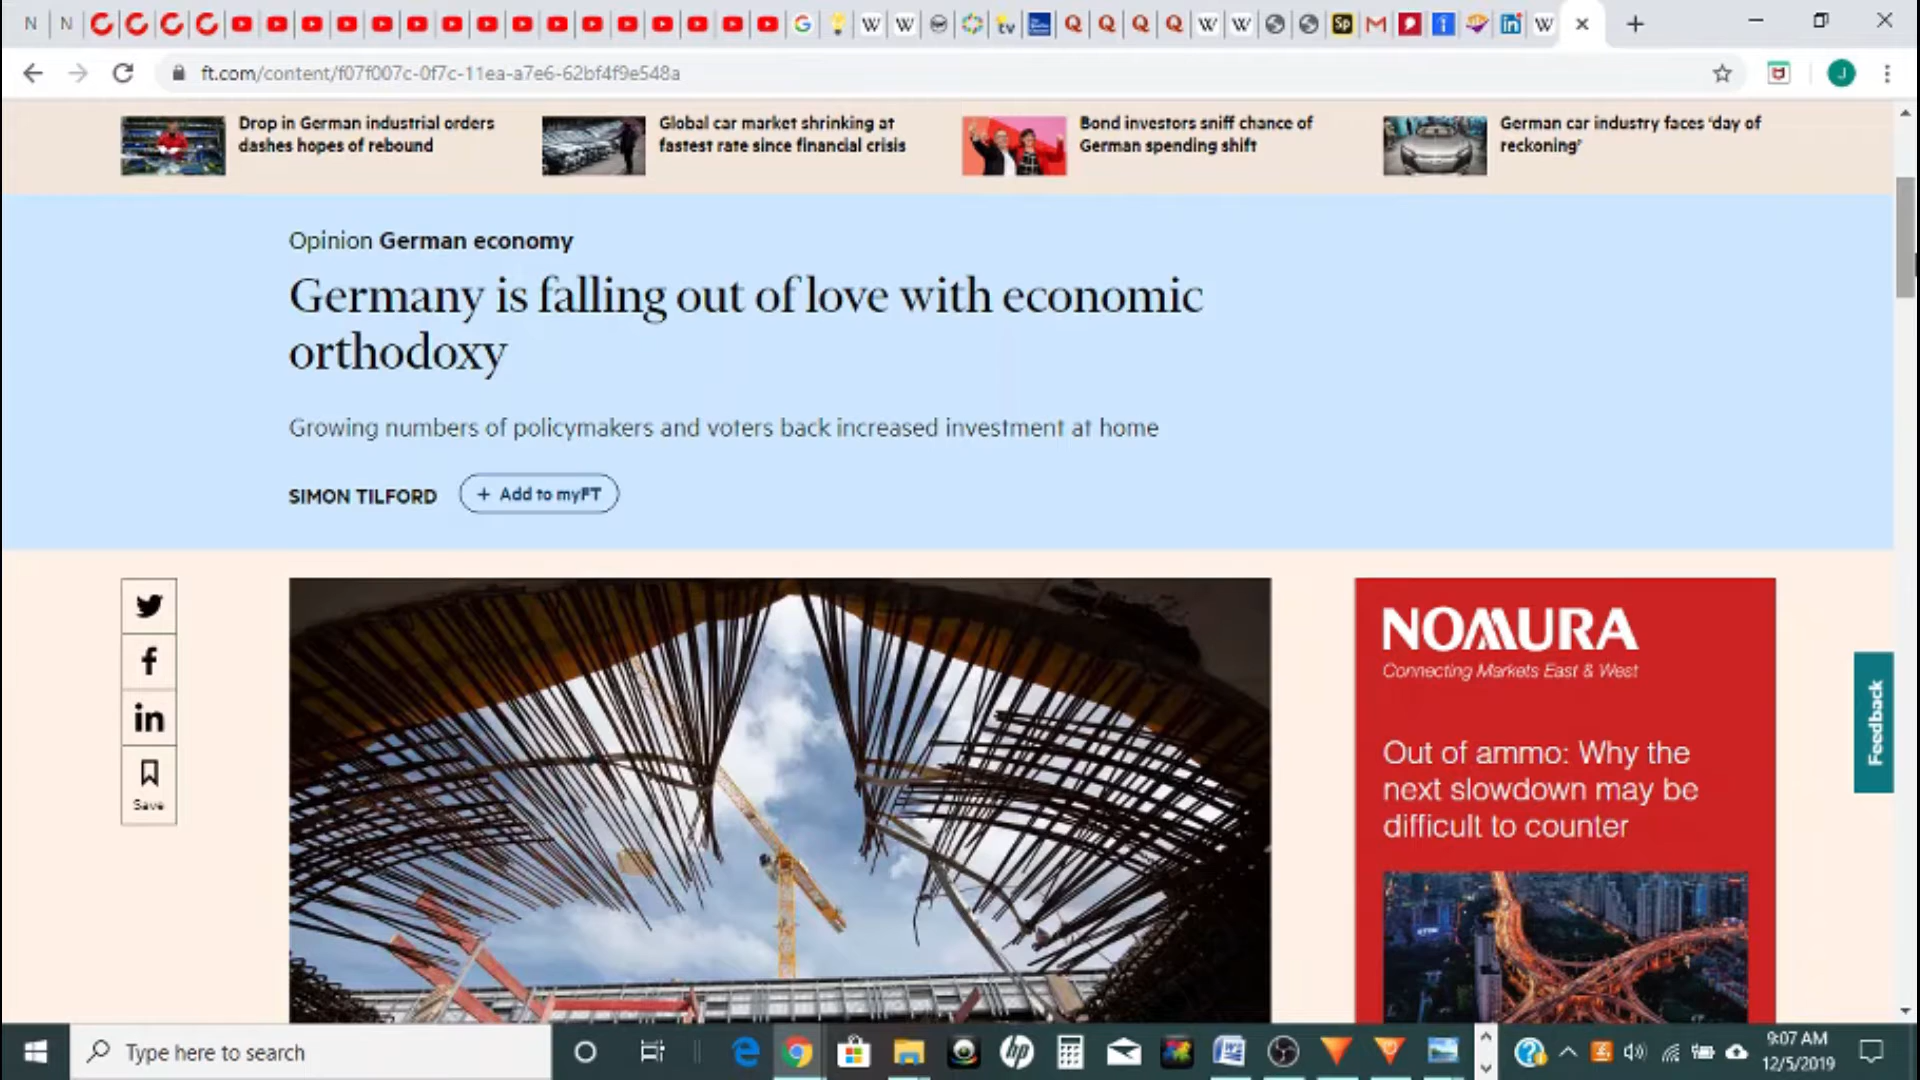 ft.com/content/f07f007c-0f7c-11ea-a7e6-62bf4f9e548a
J
Drop in German industrial orders
dashes hopes of rebound
Global car market shrinking at
fastest rate since financial crisis
Bond investors sniff chance of
German spending shift
German car industry faces ‘day of
reckoning’
Opinion German economy
Germany is falling out of love with economic
orthodoxy
Growing numbers of policymakers and voters back increased investment at home
SIMON TILFORD + Add to myFT
Save
NOMURA
Connecting Markets East & West
Out of ammo: Why the
next slowdown may be
difficult to counter
Feedback
Type here to search
9:07 AM
12/5/2019